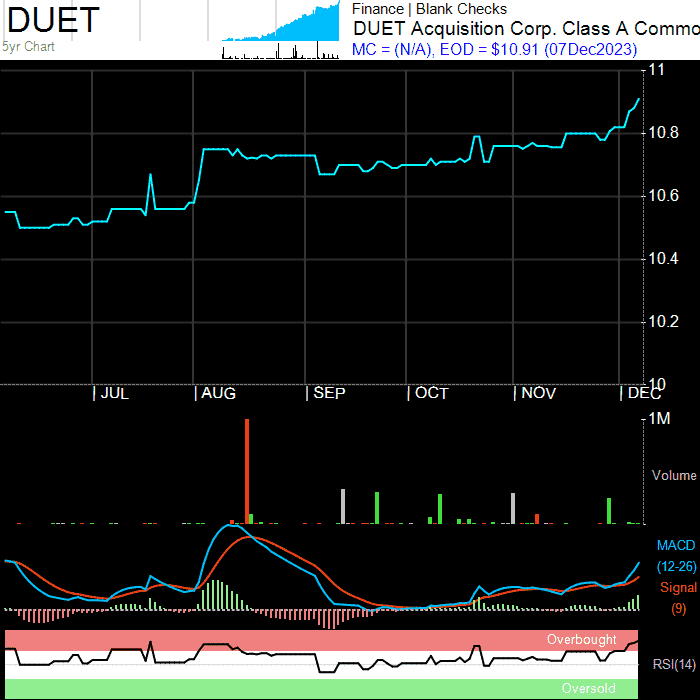 DUET
5yr Chart
Finance | Blank Checks
DUET Acquisition Corp. Class A Commo
MC = (N/A), EOD = $10.91 (07Dec2023)
11
10.8
10.6
10.4
10.2
10
JUL
AUG
SEP
OCT
NOV
DEC
1M
Volume
MACD
(12-26)
Signal
(9)
Overbought
RSI(14)
Oversold